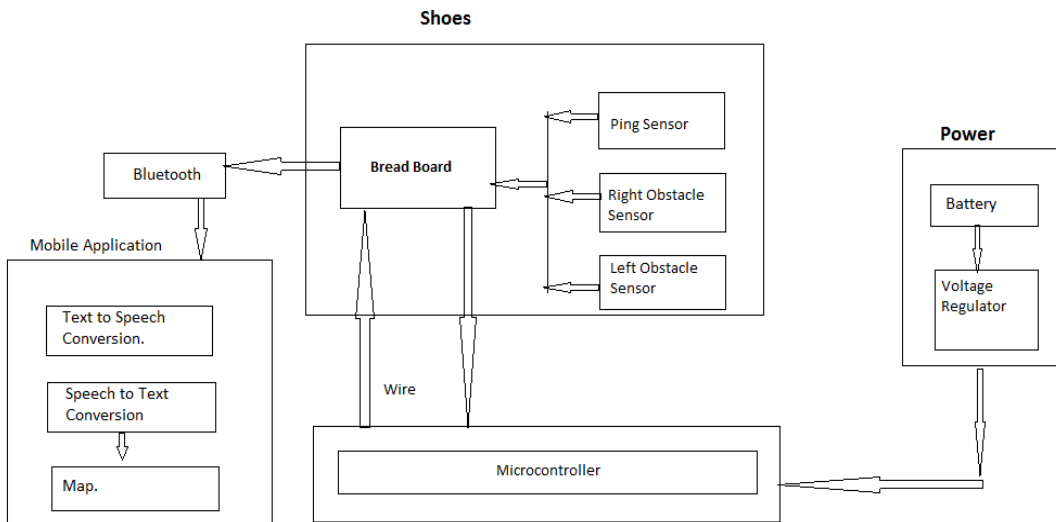 Shoes
Ping Sensor
Power
Bread Board
Bluetooth
Right Obstacle
Sensor
Battery
Mobile Application
Left Obstacle
Sensor
Voltage
Regulator
Text to Speech
Conversion.
Speech to Text
Conversion
Wire
Microcontroller
Map.